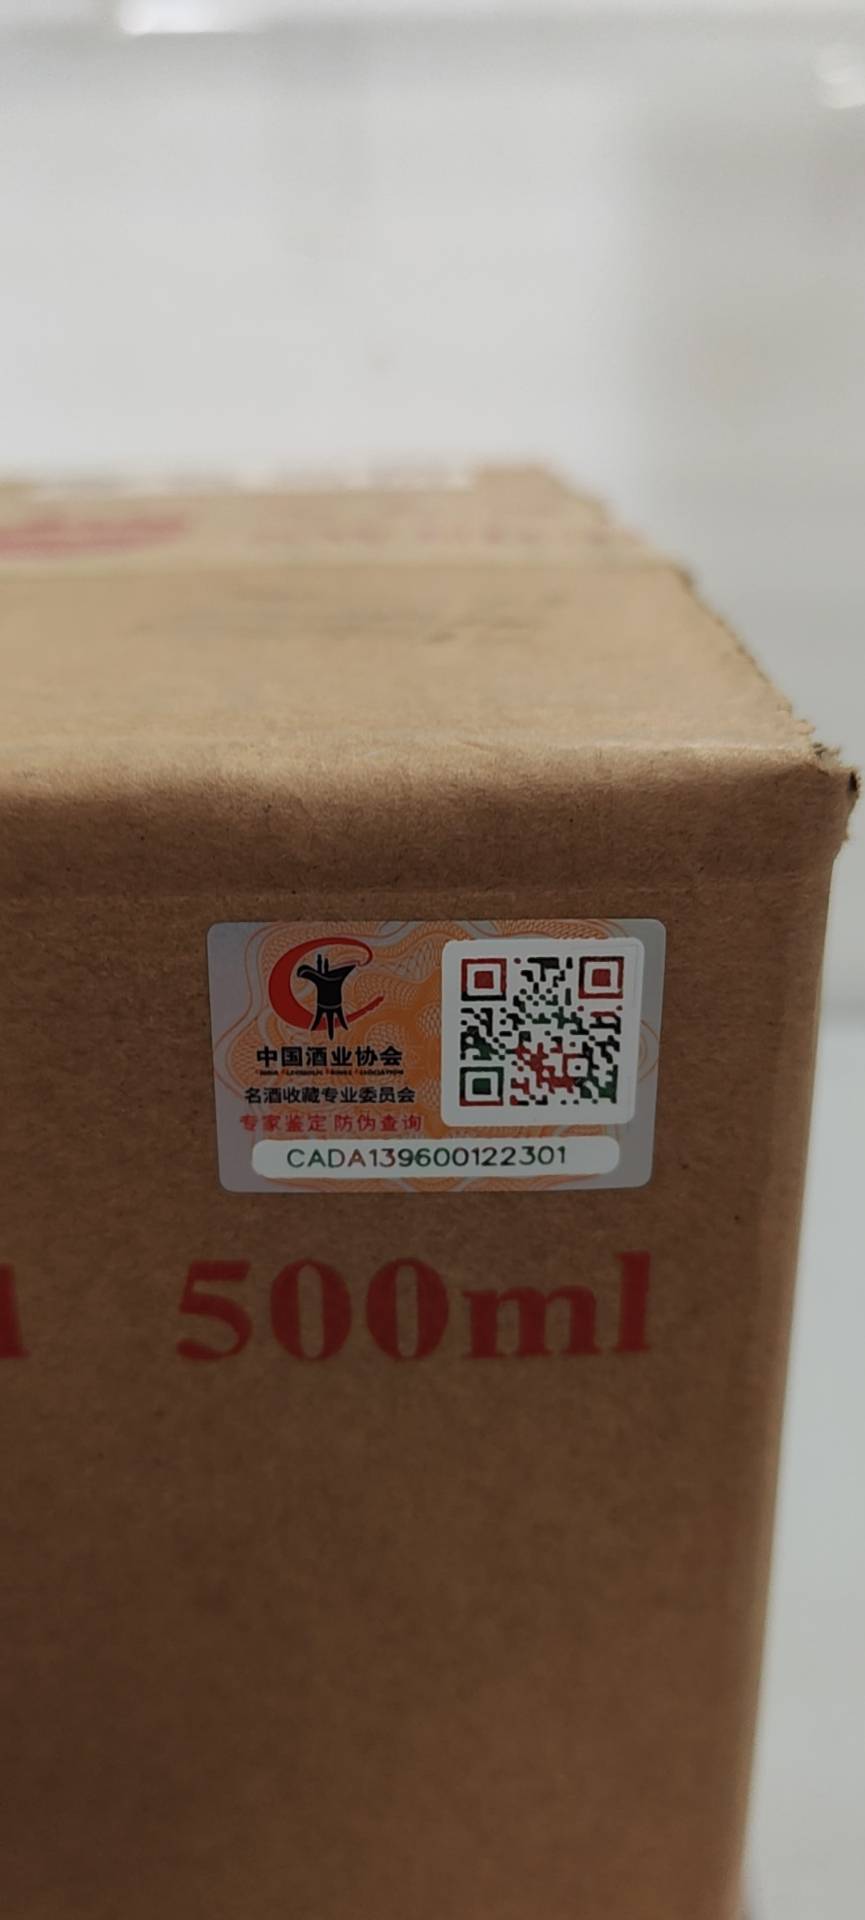 中国酒业协会
名酒收藏专业委员会
专家鉴定 防伪查询
CADA139600122301
500ml